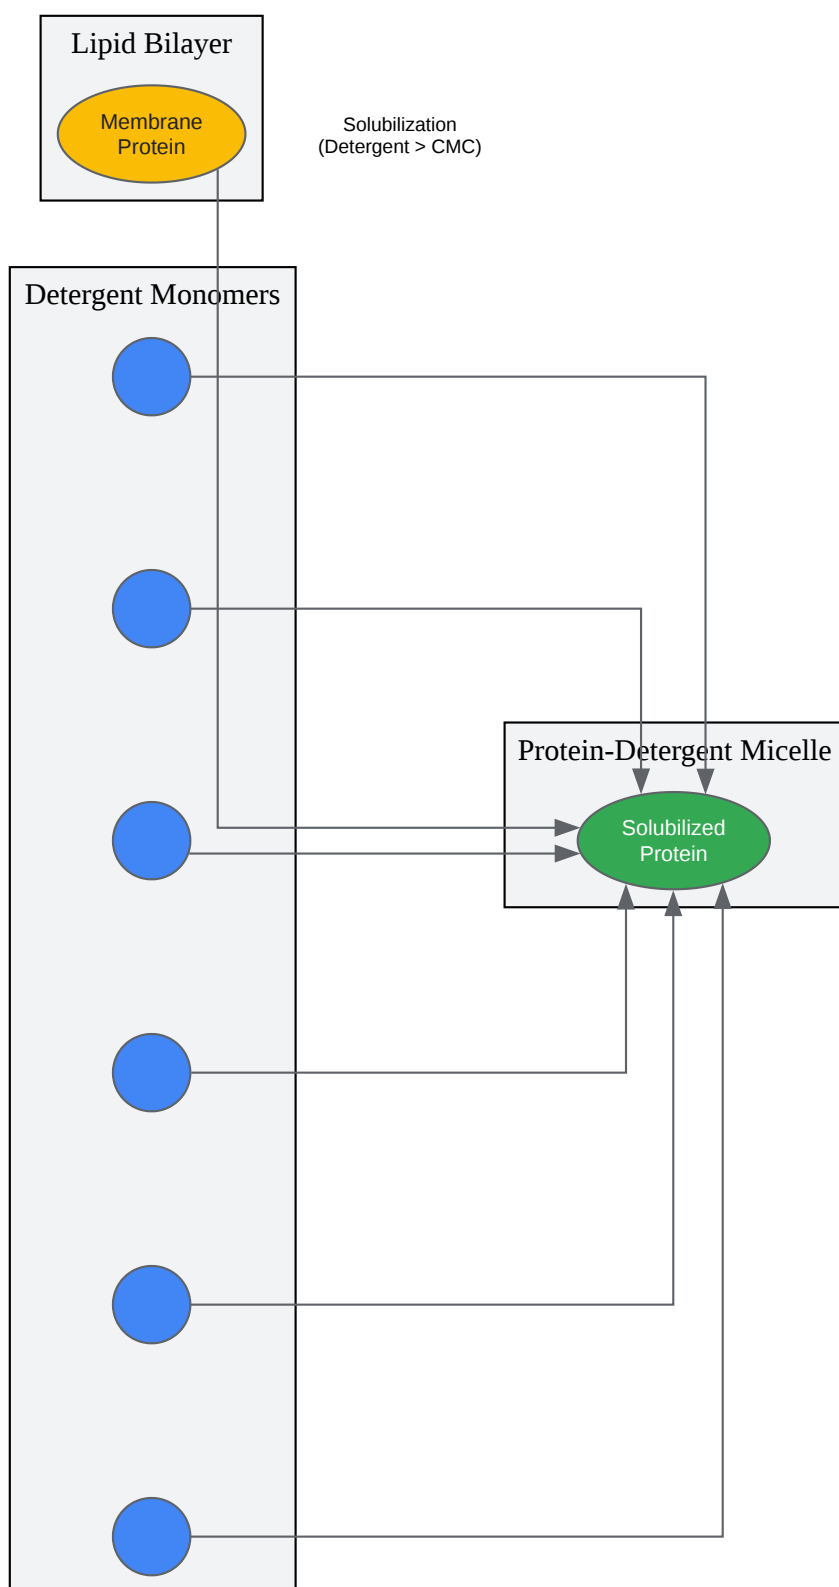 Lipid Bilayer
Membrane
Protein
Solubilization
(Detergent > CMC)
Detergent Monomers
Protein-Detergent Micelle
Solubilized
Protein